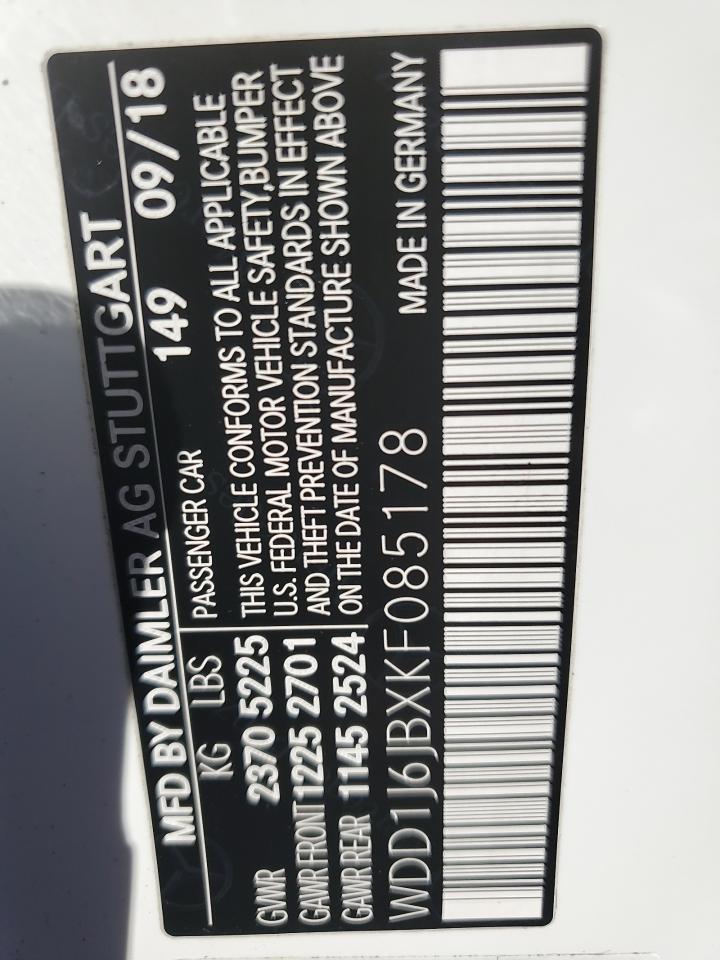 MFD BY DAIMLER AG STUTTGART
149 09/18
KG LBS
GVWR 2370 5225
GAWR FRONT 1225 2701
GAWR REAR 1145 2524
PASSENGER CAR
THIS VEHICLE CONFORMS TO ALL APPLICABLE
U.S. FEDERAL MOTOR VEHICLE SAFETY,BUMPER
AND THEFT PREVENTION STANDARDS IN EFFECT
ON THE DATE OF MANUFACTURE SHOWN ABOVE
WDD1J6JBXKF085178 MADE IN GERMANY